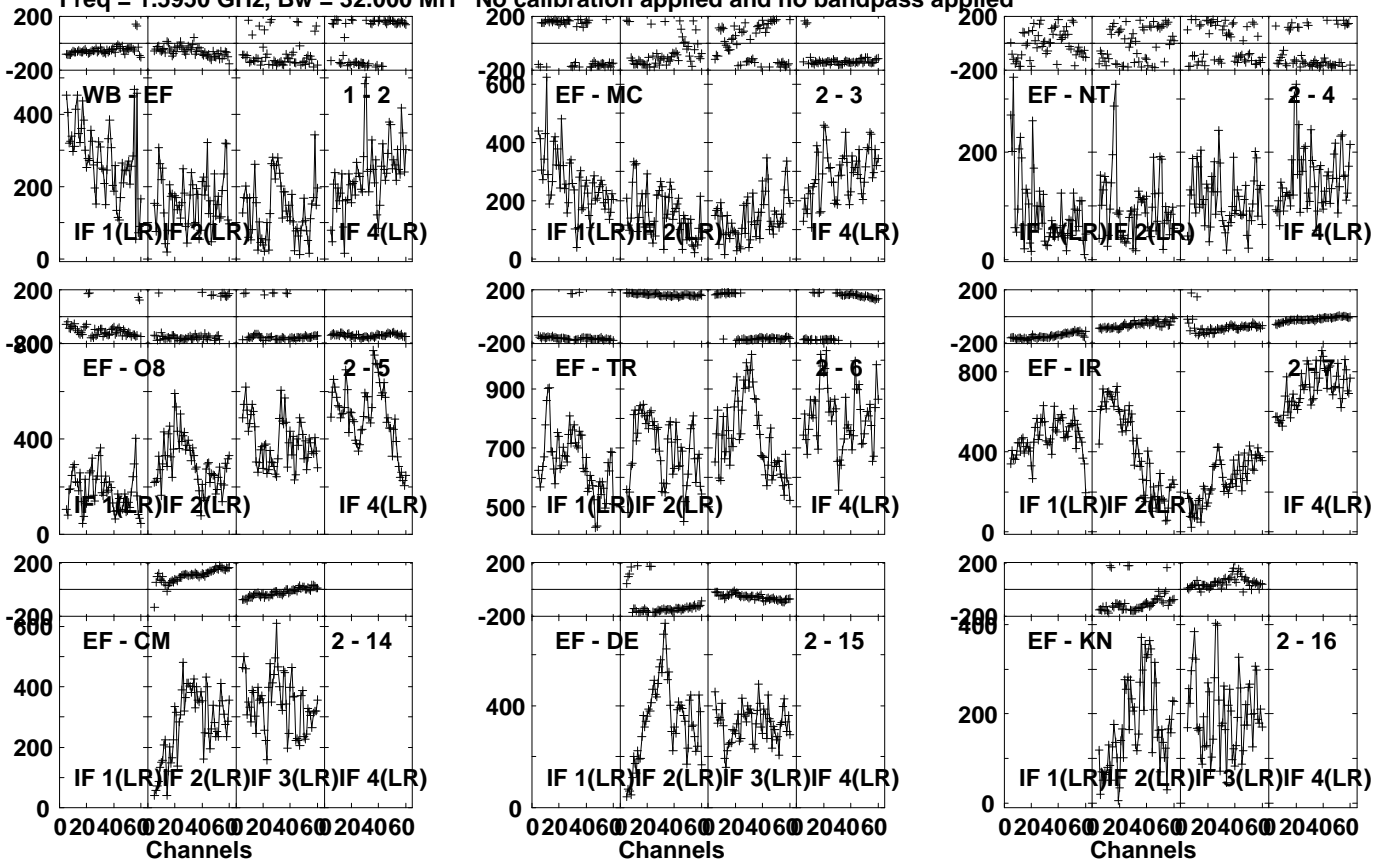 Freq = 1.5950 GHz, Bw = 32.000 MH No calibration applied and no bandpass applied
200
-200
WB - EF 1 - 2
400
200
0
IF 1(LR) IF 2(LR) IF 4(LR)
200
-200
EF - MC 2 - 3
600
400
200
0
IF 1(LR) IF 2(LR) IF 4(LR)
200
-200
EF - NT 2 - 4
200
0
IF 1(LR) IF 2(LR) IF 4(LR)
200
-200
800
EF - O8 2 - 5
400
0
IF 1(LR) IF 2(LR) IF 4(LR)
200
-200
EF - TR 2 - 6
900
700
500
IF 1(LR) IF 2(LR) IF 4(LR)
200
-200
EF - IR 2 - 7
800
400
0
IF 1(LR) IF 2(LR) IF 4(LR)
200
-200
600
EF - CM 2 - 14
400
200
0
IF 1(LR) IF 2(LR) IF 3(LR) IF 4(LR)
0 20 40 60 0 20 40 60 0 20 40 60 0 20 40 60
Channels
200
-200
EF - DE 2 - 15
400
0
IF 1(LR) IF 2(LR) IF 3(LR) IF 4(LR)
0 20 40 60 0 20 40 60 0 20 40 60 0 20 40 60
Channels
200
-200
400
EF - KN 2 - 16
200
0
IF 1(LR) IF 2(LR) IF 3(LR) IF 4(LR)
0 20 40 60 0 20 40 60 0 20 40 60 0 20 40 60
Channels